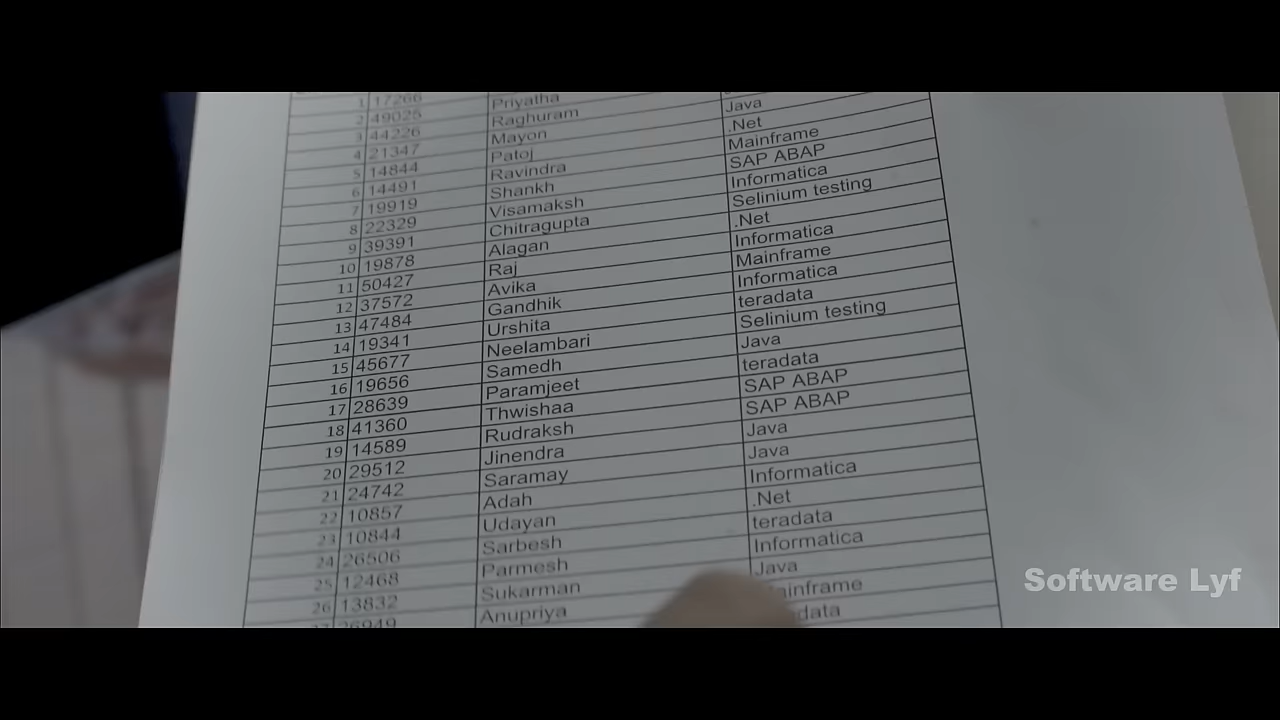 1 17266
2 49025 Priyatha
3 44226 Raghuram
4 21347 Mayon Java
5 14844 Patoj .Net
6 14491 Ravindra Mainframe
7 19919 Shankh SAP ABAP
8 22329 Visamaksh Informatica
9 39391 Chitragupta Selinium testing
10 19878 Alagan .Net
11 50427 Raj Informatica
12 37572 Avika Mainframe
13 47484 Gandhik Informatica
14 19341 Urshita teradata
15 45677 Neelambari Selinium testing
16 19656 Samedh Java
17 28639 Paramjeet teradata
18 41360 Thwishaa SAP ABAP
19 14589 Rudraksh SAP ABAP
20 29512 Jinendra Java
21 24742 Saramay Java
22 10857 Adah Informatica
23 10844 Udayan .Net
24 26506 Sarbesh teradata
25 12468 Parmesh Informatica
26 13832 Sukarman Java
Anupriya
Software Lyf